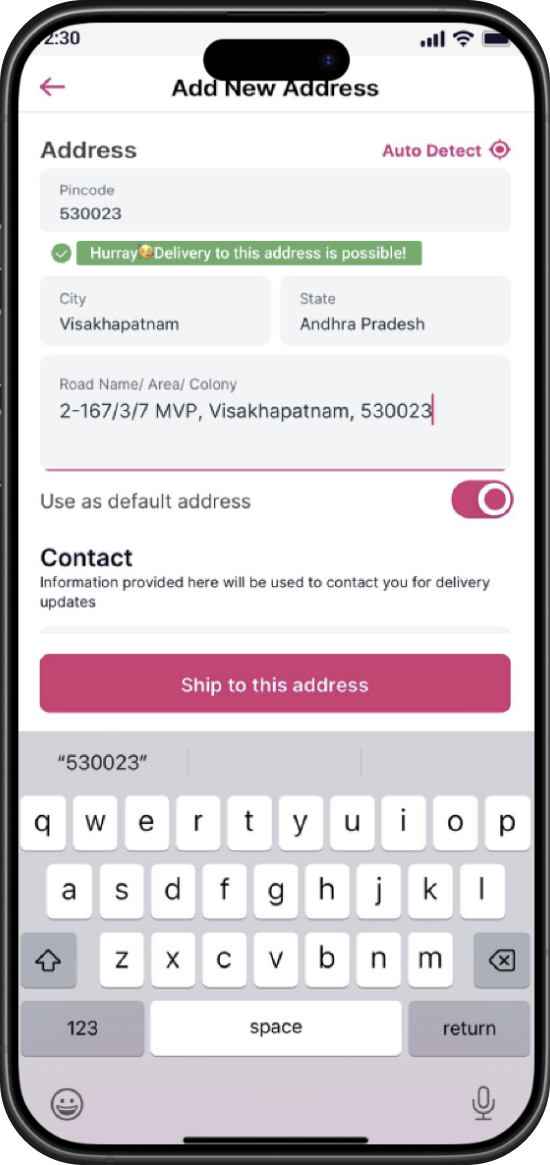 2:30
Add New Address
Address
Auto Detect
Pincode
530023
Hurray🥳Delivery to this address is possible!
City
Visakhapatnam
State
Andhra Pradesh
Road Name/ Area/ Colony
2-167/3/7 MVP, Visakhapatnam, 530023
Use as default address
Contact
Information provided here will be used to contact you for delivery
updates
Ship to this address
“530023”
q w e r t y u i o p
a s d f g h j k l
z x c v b n m
123 space return